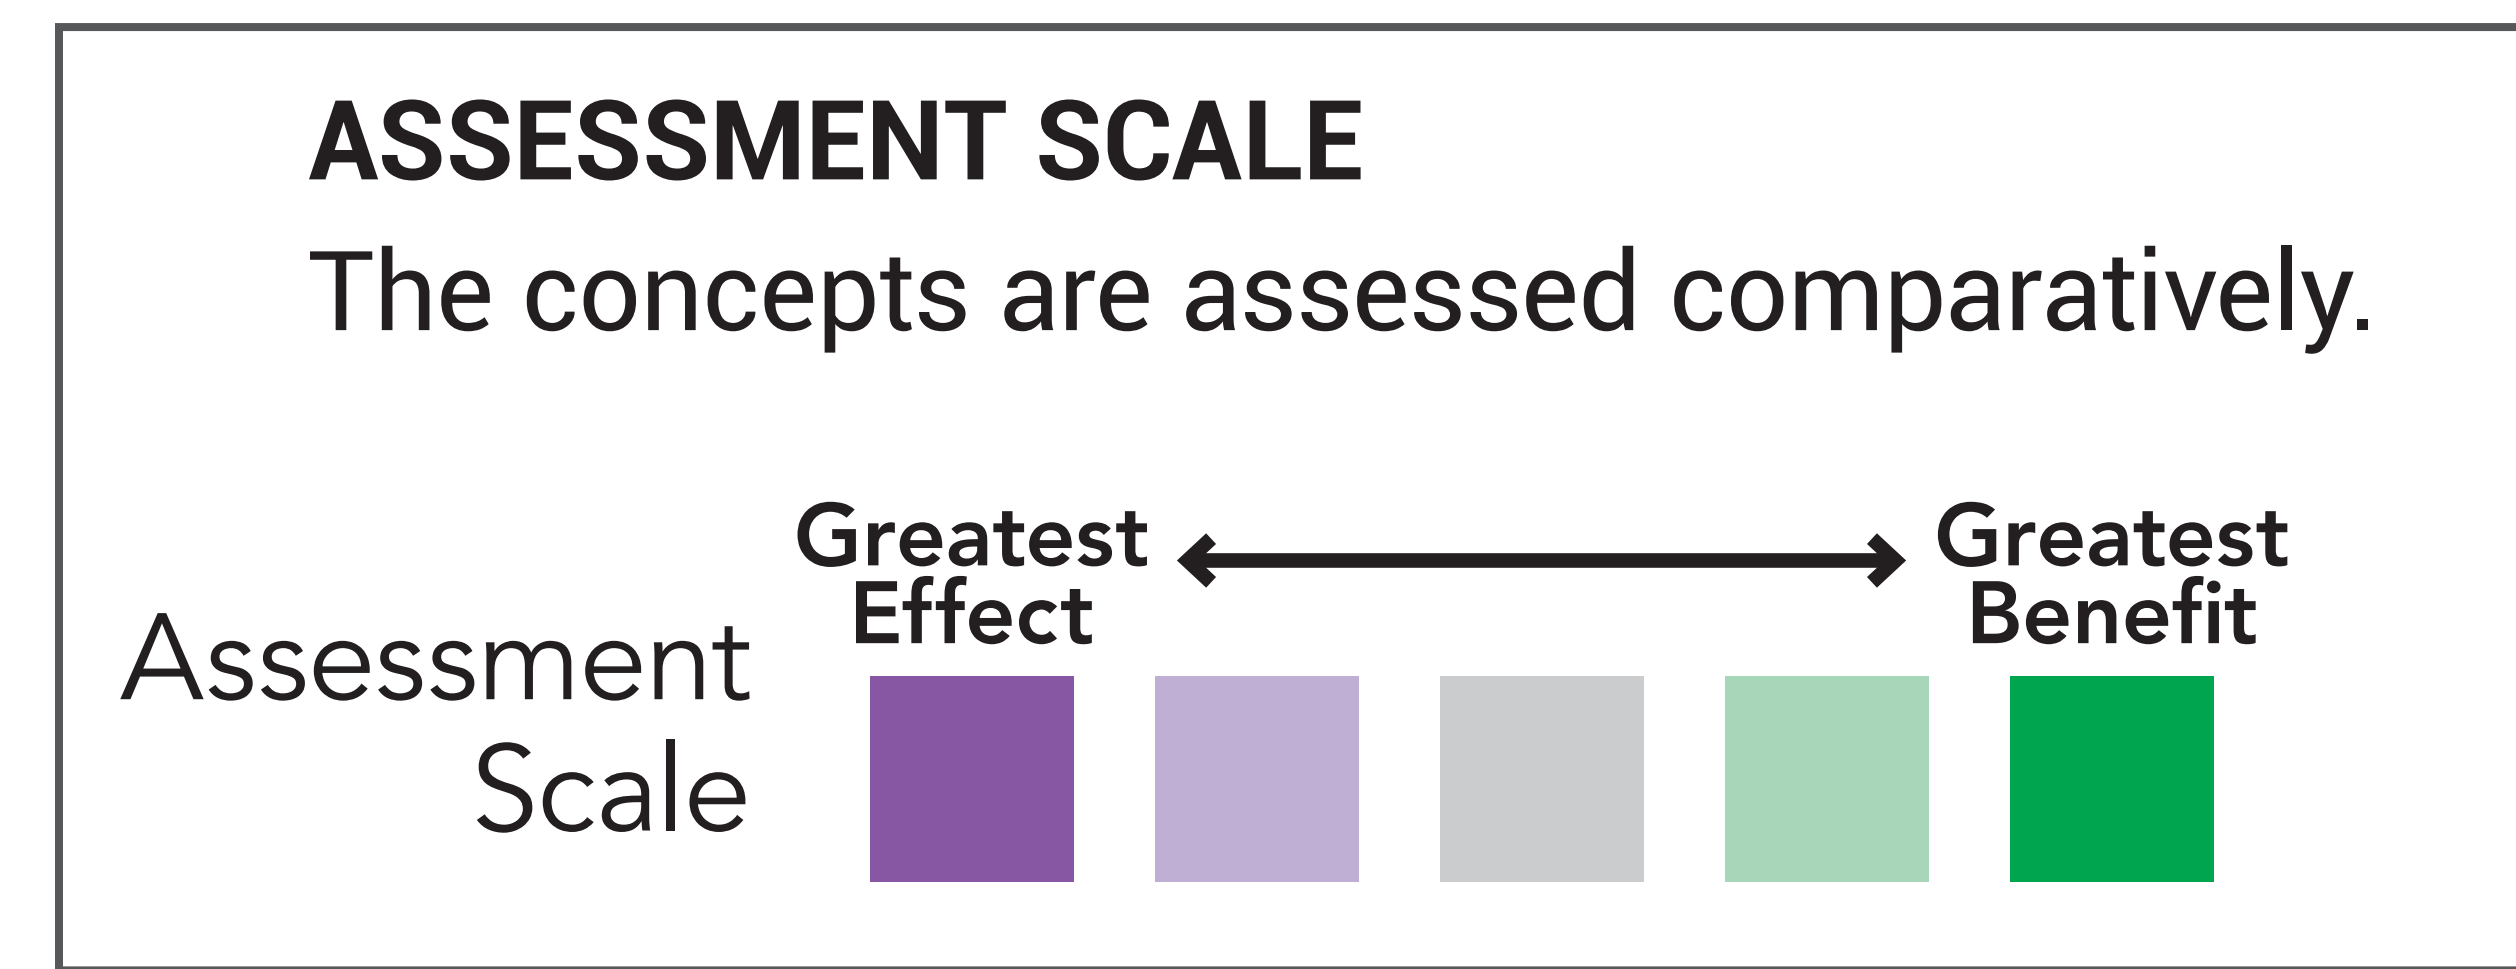 ASSESSMENT SCALE
The concepts are assessed comparatively.
Greatest
Effect
Greatest
Benefit
Assessment
Scale